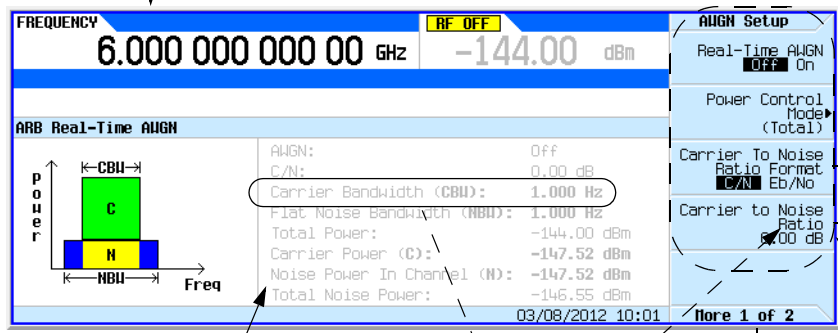 FREQUENCY
6.000 000 000 00 GHz
RF OFF
-144.00 dBm
ARB Real-Time AWGN
Power
CBW
C
N
NBW
Freq
AWGN: Off
C/N: 0.00 dB
Carrier Bandwidth (CBW): 1.000 Hz
Flat Noise Bandwidth (NBW): 1.000 Hz
Total Power: -144.00 dBm
Carrier Power (C): -147.52 dBm
Noise Power In Channel (N): -147.52 dBm
Total Noise Power: -146.55 dBm
03/08/2012 10:01
AWGN Setup
Real-Time AWGN
Off On
Power Control
Mode
(Total)
Carrier To Noise
Ratio Format
C/N Eb/No
Carrier to Noise
Ratio
0.00 dB
More 1 of 2